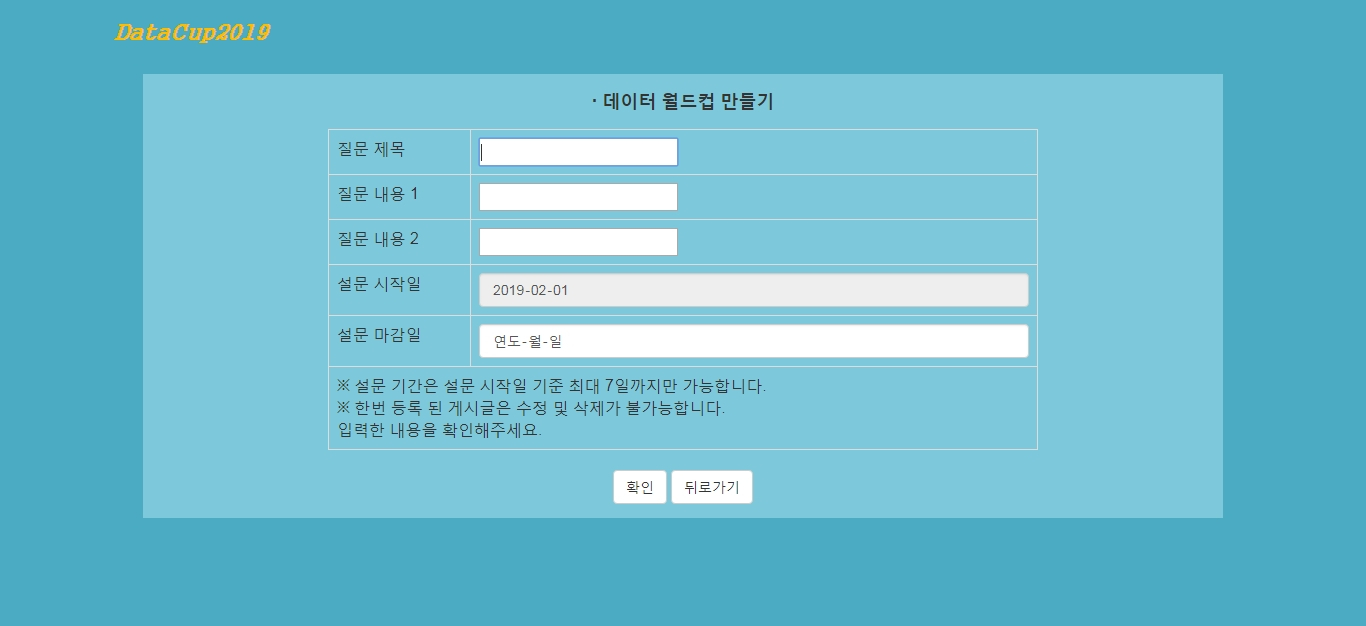 DataCup2019
· 데이터 월드컵 만들기
질문 제목
질문 내용 1
질문 내용 2
설문 시작일
2019-02-01
설문 마감일
연도-월-일
※ 설문 기간은 설문 시작일 기준 최대 7일까지만 가능합니다.
※ 한번 등록 된 게시글은 수정 및 삭제가 불가능합니다.
입력한 내용을 확인해주세요.
확인 뒤로가기